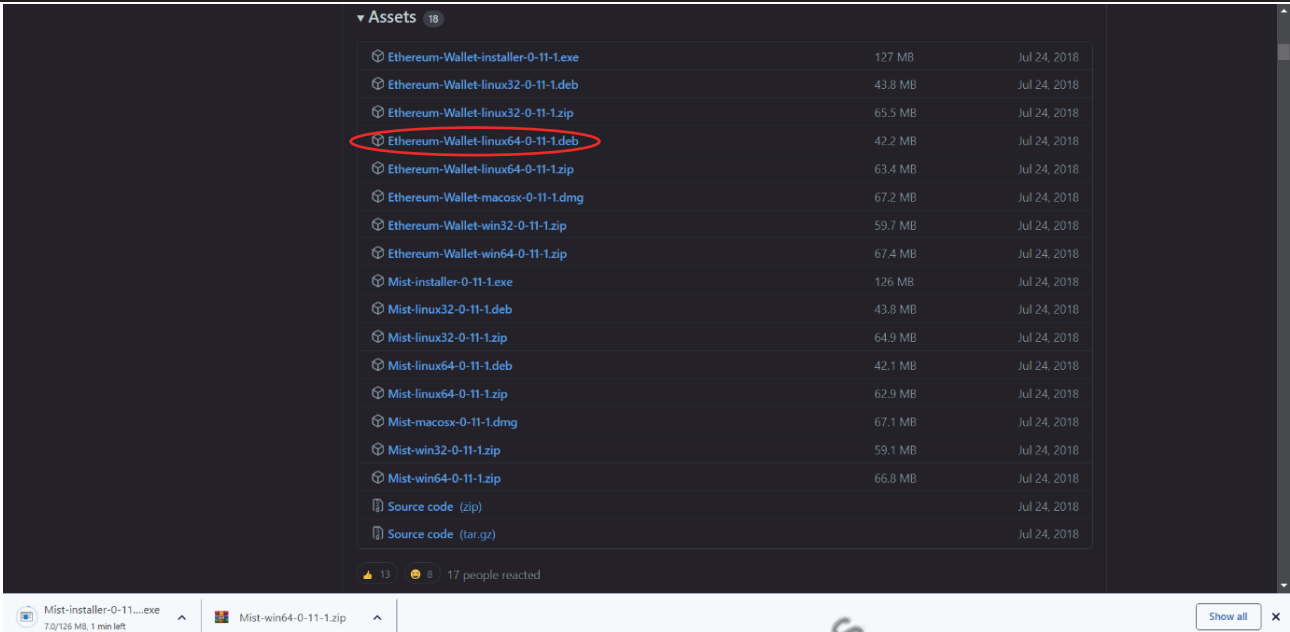 Assets 18
Ethereum-Wallet-installer-0-11-1.exe 127 MB Jul 24, 2018
Ethereum-Wallet-linux32-0-11-1.deb 43.8 MB Jul 24, 2018
Ethereum-Wallet-linux32-0-11-1.zip 65.5 MB Jul 24, 2018
Ethereum-Wallet-linux64-0-11-1.deb 42.2 MB Jul 24, 2018
Ethereum-Wallet-linux64-0-11-1.zip 63.4 MB Jul 24, 2018
Ethereum-Wallet-macosx-0-11-1.dmg 67.2 MB Jul 24, 2018
Ethereum-Wallet-win32-0-11-1.zip 59.7 MB Jul 24, 2018
Ethereum-Wallet-win64-0-11-1.zip 67.4 MB Jul 24, 2018
Mist-installer-0-11-1.exe 126 MB Jul 24, 2018
Mist-linux32-0-11-1.deb 43.8 MB Jul 24, 2018
Mist-linux32-0-11-1.zip 64.9 MB Jul 24, 2018
Mist-linux64-0-11-1.deb 42.1 MB Jul 24, 2018
Mist-linux64-0-11-1.zip 62.9 MB Jul 24, 2018
Mist-macosx-0-11-1.dmg 67.1 MB Jul 24, 2018
Mist-win32-0-11-1.zip 59.1 MB Jul 24, 2018
Mist-win64-0-11-1.zip 66.8 MB Jul 24, 2018
Source code (zip) Jul 24, 2018
Source code (tar.gz) Jul 24, 2018
13 8 17 people reacted
Mist-installer-0-11....exe
7.0/126 MB, 1 min left
Mist-win64-0-11-1.zip
Show all